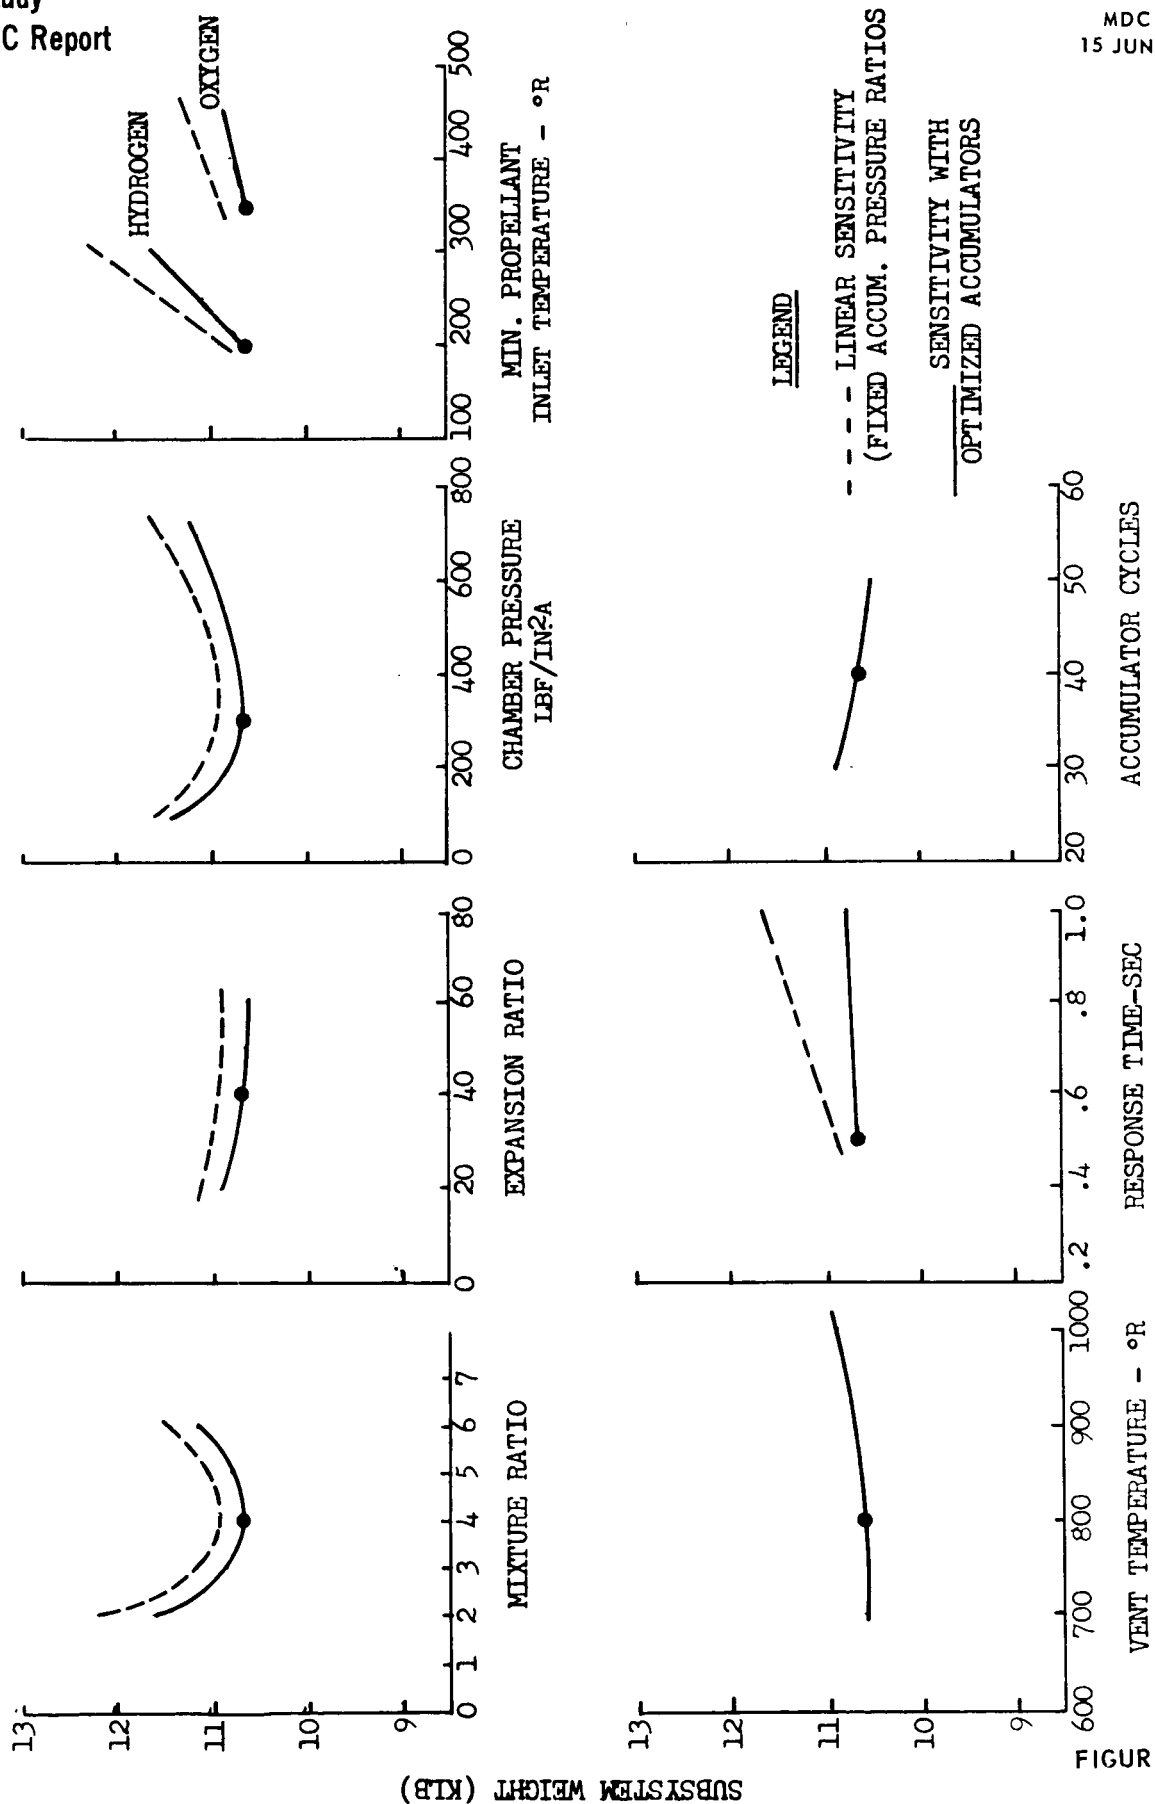 udy
C Report
MDC
15 JUN
SUBSYSTEM WEIGHT (KLB)
13
12
11
10
9
0 1 2 3 4 5 6 7
MIXTURE RATIO
0 20 40 60 80
EXPANSION RATIO
0 200 400 600 800
CHAMBER PRESSURE
LBF/IN.2A
HYDROGEN
OXYGEN
100 200 300 400 500
MIN. PROPELLANT
INLET TEMPERATURE - °R
13
12
11
10
9
600 700 800 900 1000
VENT TEMPERATURE - °R
.2 .4 .6 .8 1.0
RESPONSE TIME-SEC
20 30 40 50 60
ACCUMULATOR CYCLES
LEGEND
LINEAR SENSITIVITY
(FIXED ACCUM. PRESSURE RATIOS
SENSITIVITY WITH
OPTIMIZED ACCUMULATORS
FIGUR